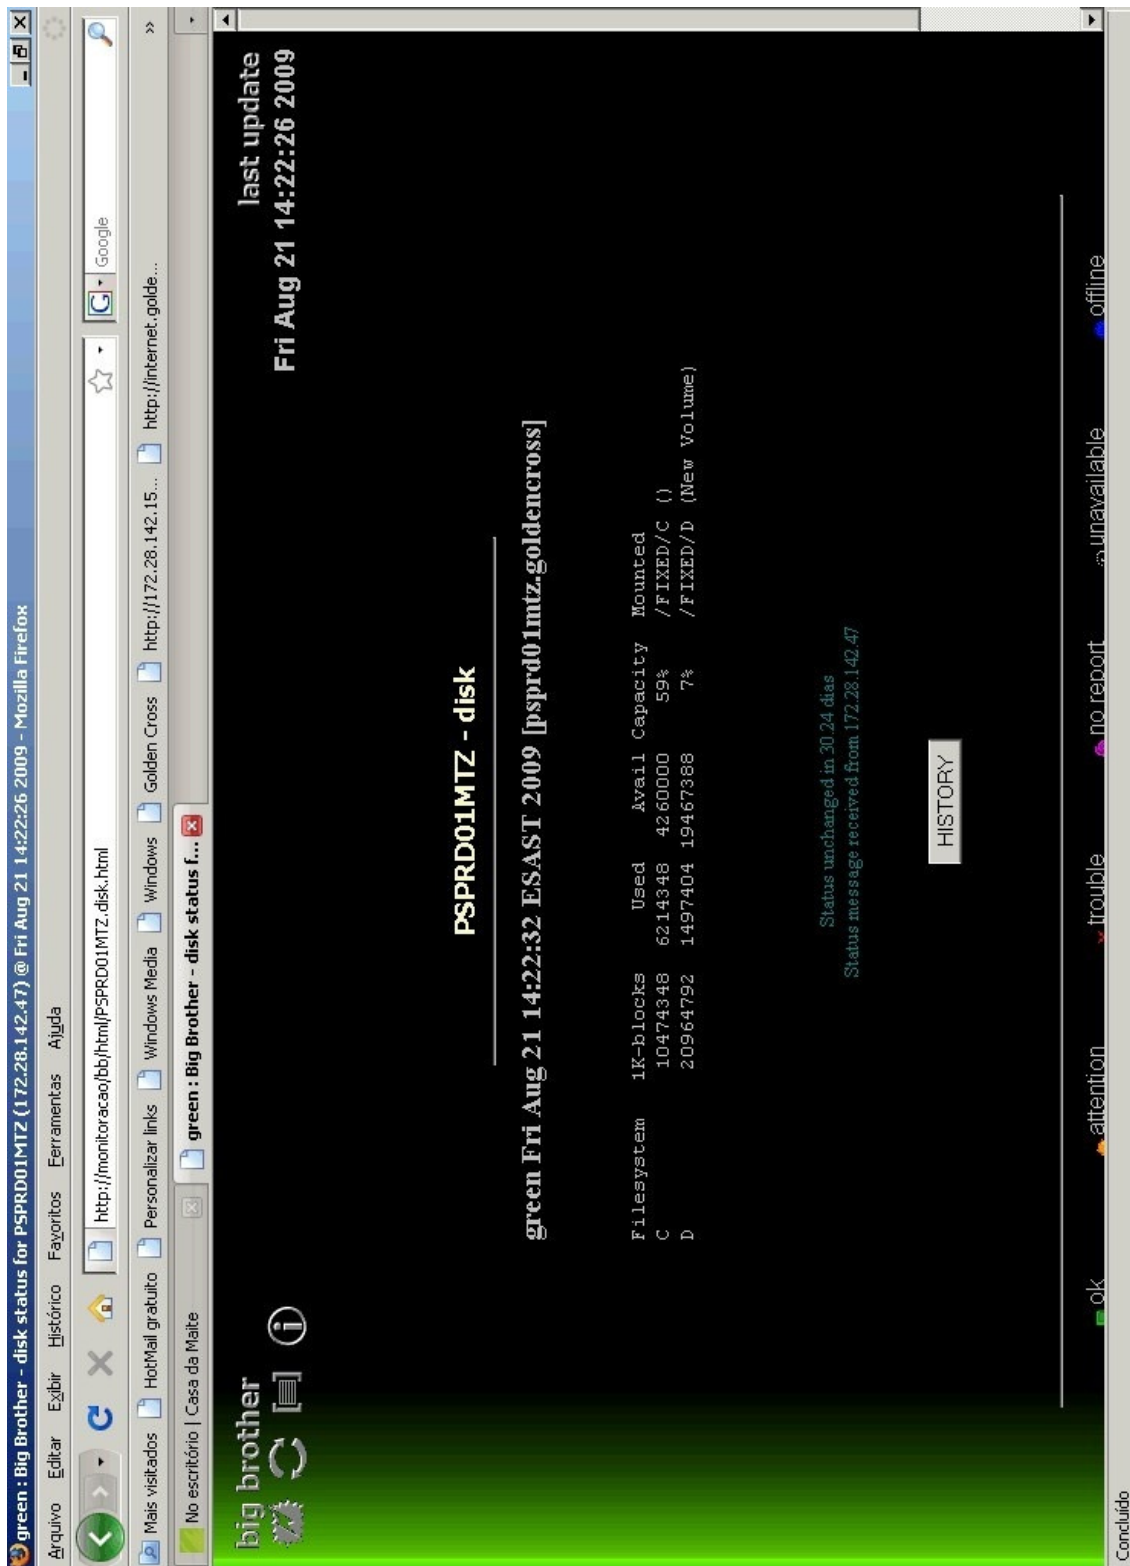 green : Big Brother - disk status for PSPRD01MTZ (172.28.142.47) @ Fri Aug 21 14:22:26 2009 - Mozilla Firefox
Arquivo Editar Exibir Histórico Favoritos Ferramentas Ajuda
http://monitoracao/bb/html/PSPRD01MTZ.disk.html
Google
Mais visitados HotMail gratuito Personalizar links Windows Media Windows Golden Cross http://172.28.142.15... http://internet.golde... »
No escritório | Casa da Maite
green : Big Brother - disk status f...
big brother
last update
Fri Aug 21 14:22:26 2009
PSPRD01MTZ - disk
green Fri Aug 21 14:22:32 ESAST 2009 [psprd01mtz.goldencross]
Filesystem 1K-blocks Used Avail Capacity Mounted
C 10474348 6214348 4260000 59% /FIXED/C ()
D 20964792 1497404 19467388 7% /FIXED/D (New Volume)
Status unchanged in 30.24 dias
Status message received from 172.28.142.47
HISTORY
ok attention trouble no report unavailable offline
Concluído